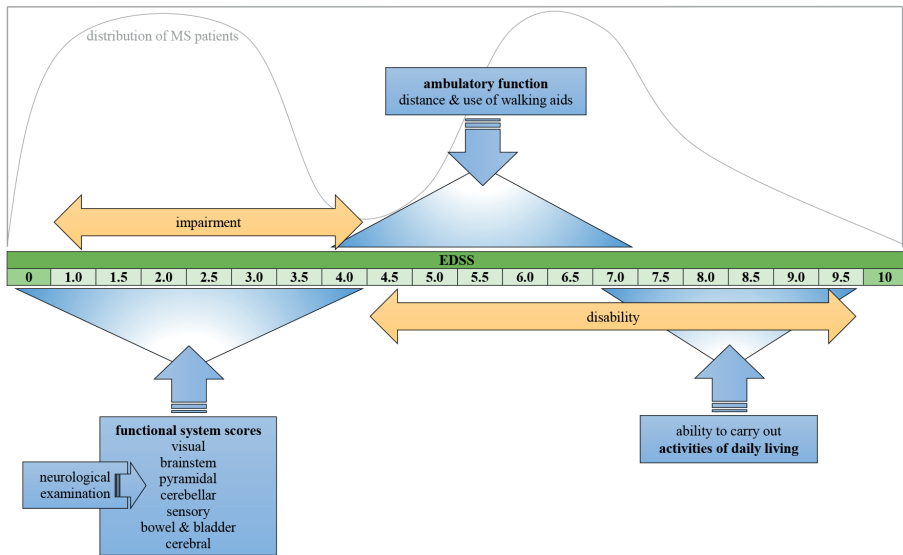 distribution of MS patients
ambulatory function
distance & use of walking aids
impairment
EDSS
0 1.0 1.5 2.0 2.5 3.0 3.5 4.0 4.5 5.0 5.5 6.0 6.5 7.0 7.5 8.0 8.5 9.0 9.5 10
disability
functional system scores
visual
brainstem
pyramidal
cerebellar
sensory
bowel & bladder
cerebral
neurological
examination
ability to carry out
activities of daily living